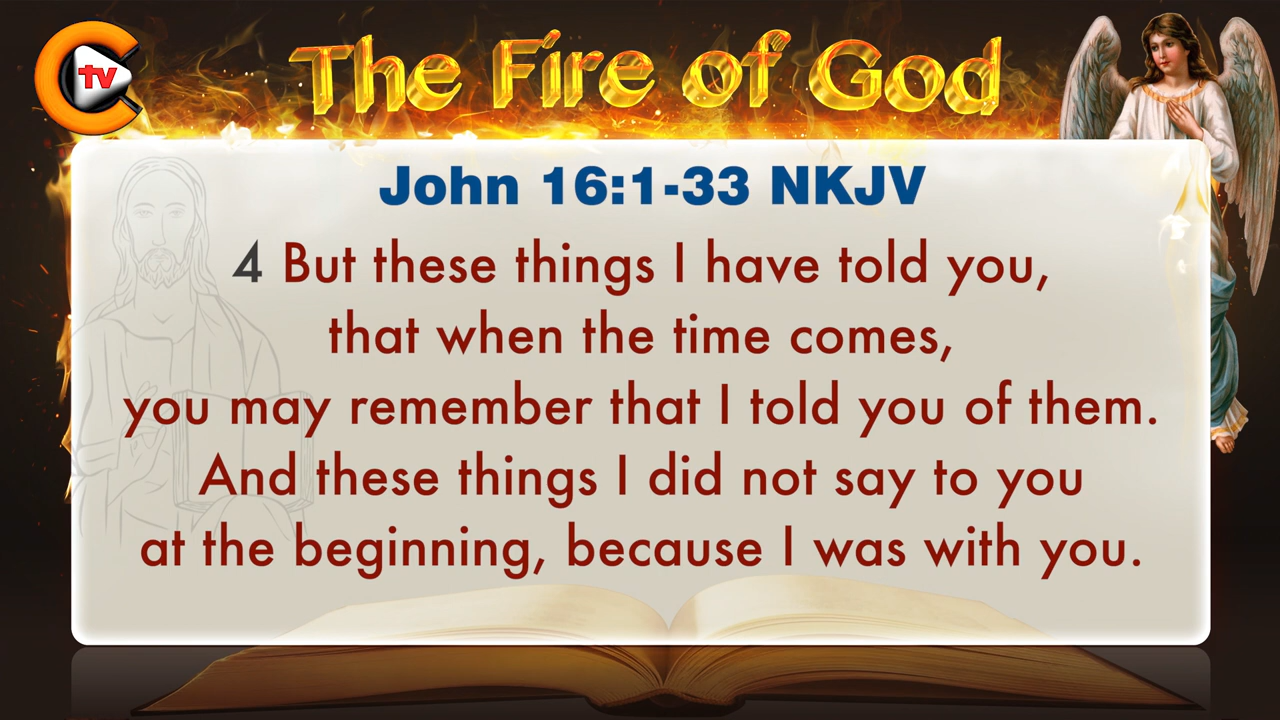 tv
The Fire of God
John 16:1-33 NKJV
4 But these things I have told you,
that when the time comes,
you may remember that I told you of them.
And these things I did not say to you
at the beginning, because I was with you.